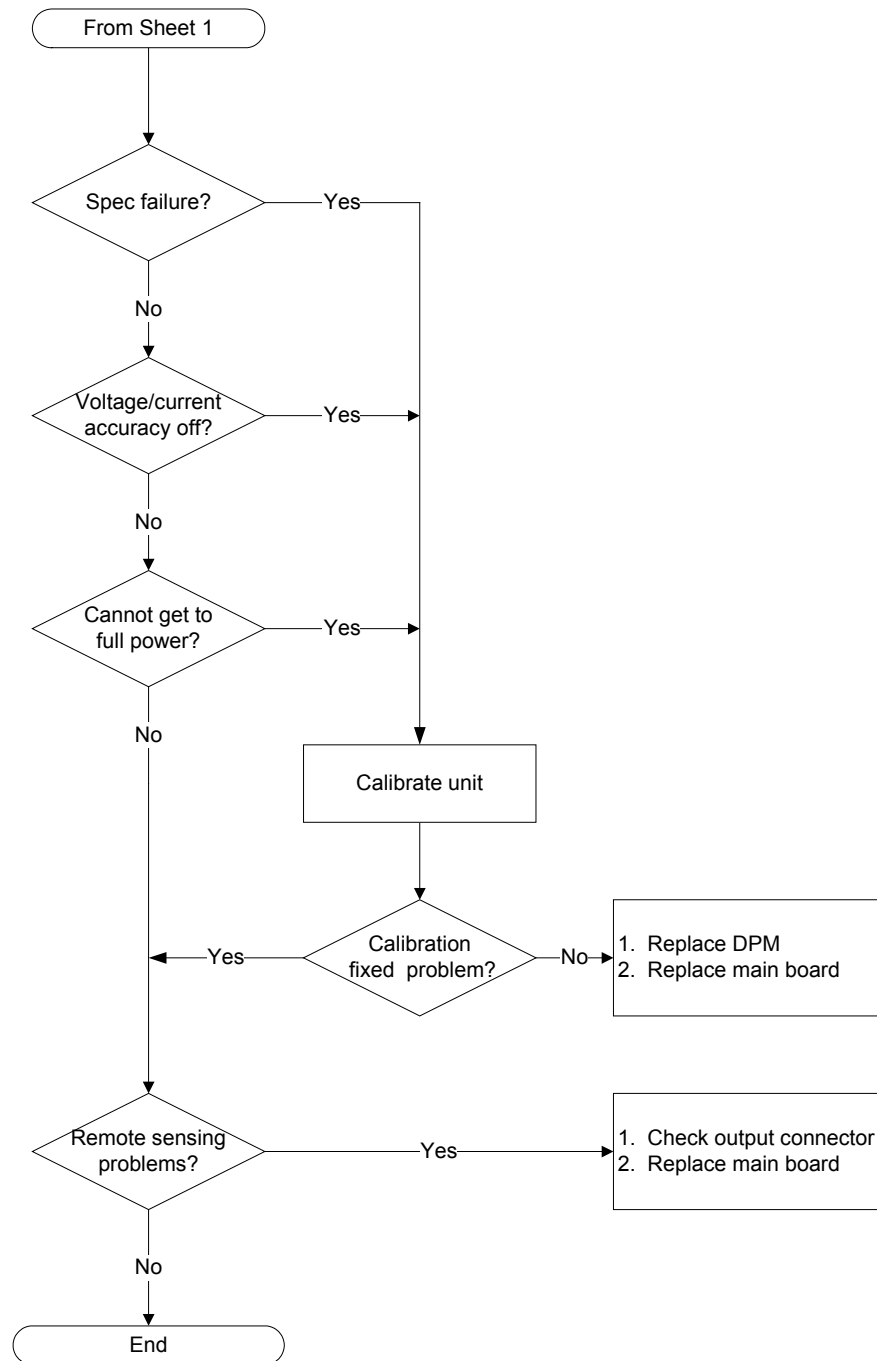 From Sheet 1
Spec failure?
Yes
No
Voltage/current
accuracy off?
Yes
No
Cannot get to
full power?
Yes
No
Calibrate unit
Calibration
fixed  problem?
Yes
No
1.  Replace DPM
2.  Replace main board
Remote sensing
problems?
Yes
1.  Check output connector
2.  Replace main board
No
End